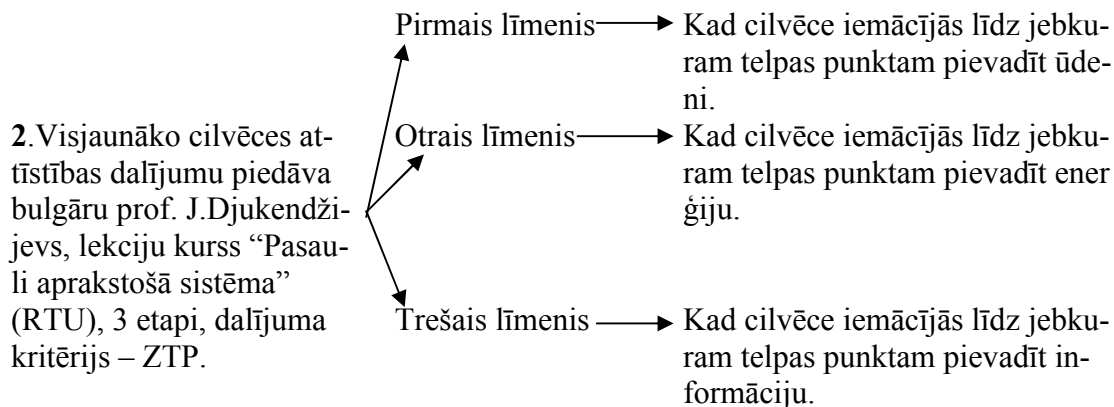 Pirmais līmenis
Kad cilvēce iemācījās līdz jebku-
ram telpas punktam pievadīt ūde-
ni.
2.Visjaunāko cilvēces at-
tīstības dalījumu piedāva
bulgāru prof. J.Djukendži-
jevs, lekciju kurss “Pasau-
li aprakstošā sistēma”
(RTU), 3 etapi, dalījuma
kritērijs – ZTP.
Otrais līmenis
Kad cilvēce iemācījās līdz jebku-
ram telpas punktam pievadīt ener
ģiju.
Trešais līmenis
Kad cilvēce iemācījās līdz jebku-
ram telpas punktam pievadīt in-
formāciju.